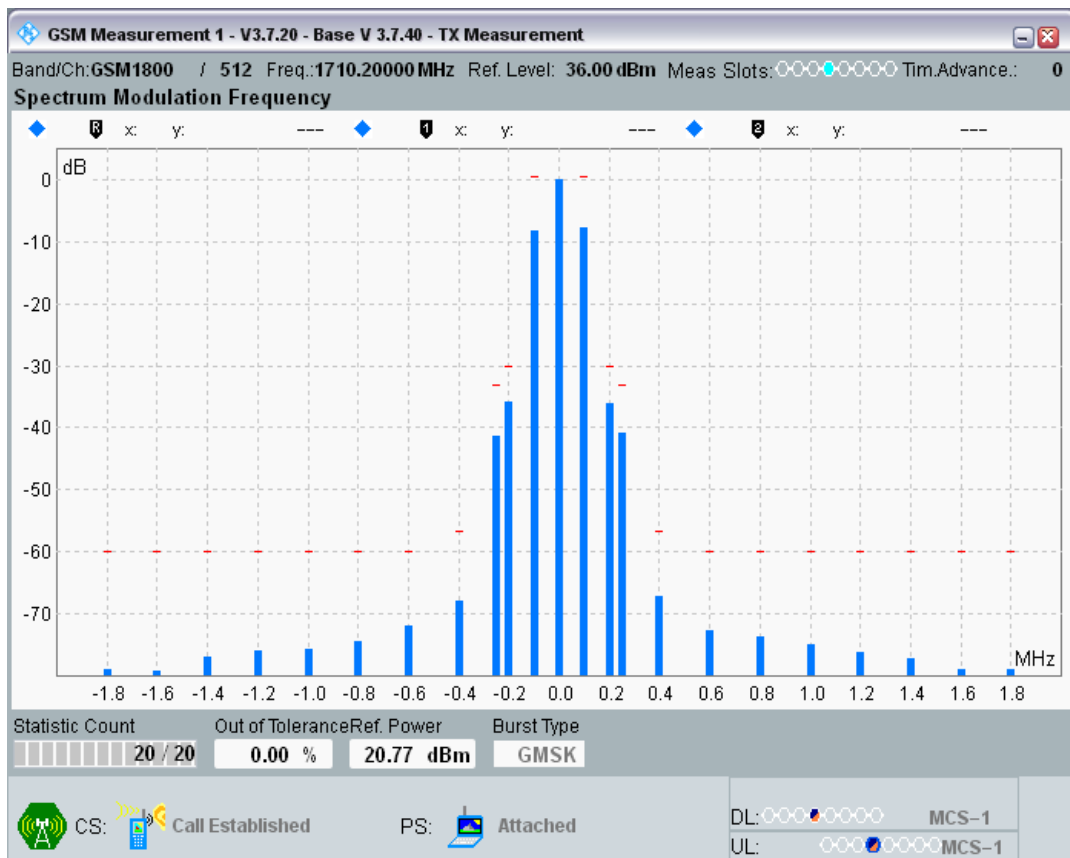 GSM Measurement 1 - V3.7.20 - Base V 3.7.40 - TX Measurement
Band/Ch:GSM1800 / 512 Freq.:1710.20000 MHz Ref. Level: 36.00 dBm Meas Slots: Tim.Advance.: 0
Spectrum Modulation Frequency
R x: y: --- 1 x: y: --- 2 x: y: ---
dB
0
-10
-20
-30
-40
-50
-60
-70
MHz
-1.8 -1.6 -1.4 -1.2 -1.0 -0.8 -0.6 -0.4 -0.2 0.0 0.2 0.4 0.6 0.8 1.0 1.2 1.4 1.6 1.8
Statistic Count Out of Tolerance Ref. Power Burst Type
20 / 20 0.00 % 20.77 dBm GMSK
CS: Call Established PS: Attached
DL: MCS-1
UL: MCS-1